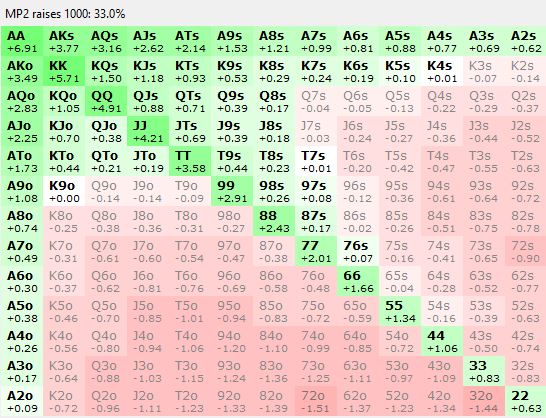 MP2 raises 1000: 33.0%
AA AKs AQs AJs ATs A9s A8s A7s A6s A5s A4s A3s A2s
+6.91 +3.77 +3.16 +2.62 +2.14 +1.53 +1.21 +0.99 +0.81 +0.88 +0.77 +0.69 +0.62
AKo KK KQs KJs KTs K9s K8s K7s K6s K5s K4s K3s K2s
+3.49 +5.71 +1.50 +1.18 +0.93 +0.53 +0.29 +0.24 +0.19 +0.10 +0.01 -0.07 -0.14
AQo KQo QQ QJs QTs Q9s Q8s Q7s Q6s Q5s Q4s Q3s Q2s
+2.83 +1.05 +4.91 +0.88 +0.71 +0.39 +0.17 -0.04 -0.05 -0.13 -0.22 -0.29 -0.37
AJo KJo QJo JJ JTs J9s J8s J7s J6s J5s J4s J3s J2s
+2.25 +0.70 +0.38 +4.21 +0.69 +0.39 +0.18 -0.03 -0.24 -0.27 -0.36 -0.44 -0.52
ATo KTo QTo JTo TT T9s T8s T7s T6s T5s T4s T3s T2s
+1.73 +0.44 +0.21 +0.19 +3.58 +0.44 +0.23 +0.01 -0.20 -0.42 -0.47 -0.55 -0.63
A9o K9o Q9o J9o T9o 99 98s 97s 96s 95s 94s 93s 92s
+1.08 +0.00 -0.14 -0.14 -0.09 +2.91 +0.26 +0.08 -0.12 -0.36 -0.61 -0.64 -0.72
A8o K8o Q8o J8o T8o 98o 88 87s 86s 85s 84s 83s 82s
+0.74 -0.25 -0.38 -0.36 -0.31 -0.27 +2.43 +0.17 -0.02 -0.26 -0.51 -0.75 -0.78
A7o K7o Q7o J7o T7o 97o 87o 77 76s 75s 74s 73s 72s
+0.49 -0.31 -0.61 -0.60 -0.54 -0.47 -0.38 +2.01 +0.07 -0.16 -0.41 -0.65 -0.90
A6o K6o Q6o J6o T6o 96o 86o 76o 66 65s 64s 63s 62s
+0.30 -0.37 -0.62 -0.81 -0.76 -0.69 -0.58 -0.48 +1.66 -0.04 -0.28 -0.52 -0.77
A5o K5o Q5o J5o T5o 95o 85o 75o 65o 55 54s 53s 52s
+0.38 -0.46 -0.70 -0.85 -1.01 -0.94 -0.83 -0.72 -0.59 +1.34 -0.16 -0.39 -0.63
A4o K4o Q4o J4o T4o 94o 84o 74o 64o 54o 44 43s 42s
+0.26 -0.56 -0.80 -0.94 -1.06 -1.20 -1.10 -0.99 -0.85 -0.72 +1.06 -0.50 -0.74
A3o K3o Q3o J3o T3o 93o 83o 73o 63o 53o 43o 33 32s
+0.17 -0.64 -0.88 -1.03 -1.15 -1.24 -1.36 -1.25 -1.11 -0.97 -1.09 +0.83 -0.83
A2o K2o Q2o J2o T2o 92o 82o 72o 62o 52o 42o 32o 22
+0.07 -0.72 -0.96 -1.11 -1.23 -1.33 -1.39 -1.51 -1.37 -1.23 -1.34 -0.44 +0.63